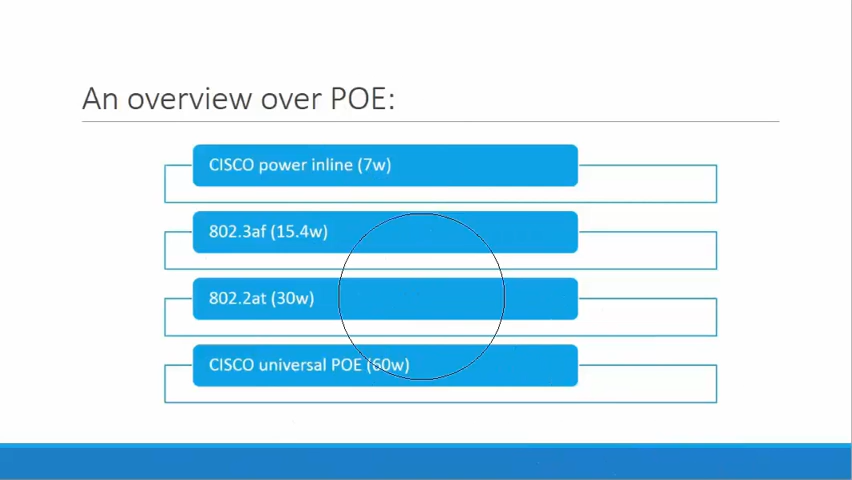 An overview over POE:
CISCO power inline (7w)
802.3af (15.4w)
802.2at (30w)
CISCO universal POE (60w)